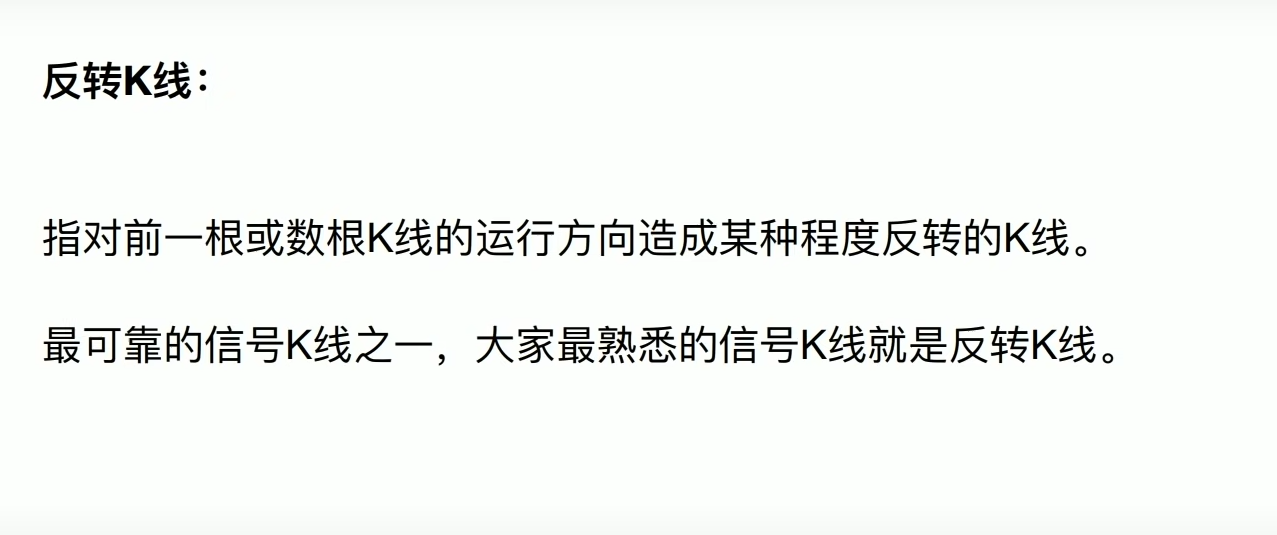 反转K线：
指对前一根或数根K线的运行方向造成某种程度反转的K线。
最可靠的信号K线之一，大家最熟悉的信号K线就是反转K线。